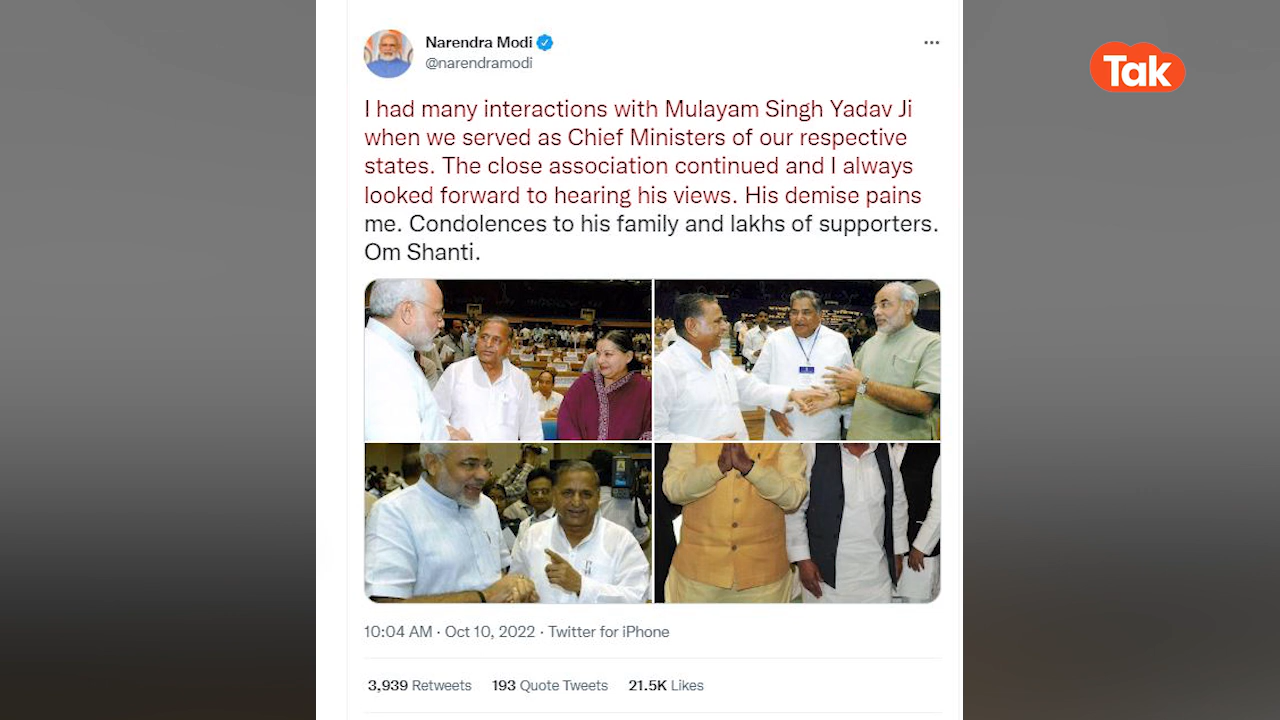 Narendra Modi
@narendramodi
Tak
I had many interactions with Mulayam Singh Yadav Ji
when we served as Chief Ministers of our respective
states. The close association continued and I always
looked forward to hearing his views. His demise pains
me. Condolences to his family and lakhs of supporters.
Om Shanti.
10:04 AM · Oct 10, 2022 · Twitter for iPhone
3,939 Retweets 193 Quote Tweets 21.5K Likes